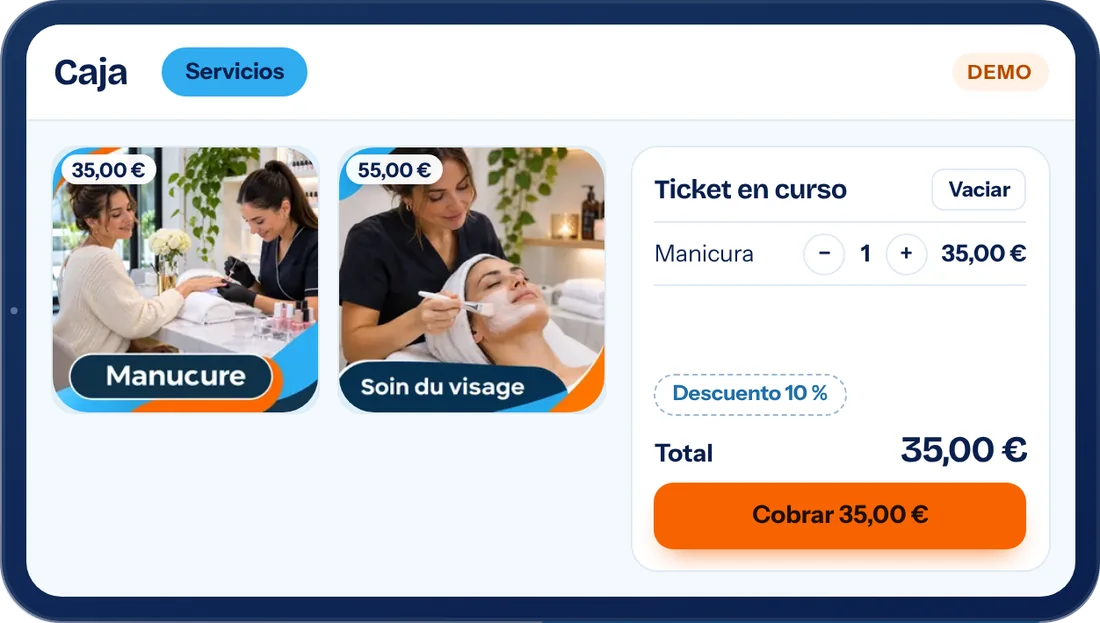 Caja
Servicios
DEMO
35,00 €
Manucure
55,00 €
Soin du visage
Ticket en curso
Vaciar
Manicura − 1 + 35,00 €
Descuento 10 %
Total 35,00 €
Cobrar 35,00 €